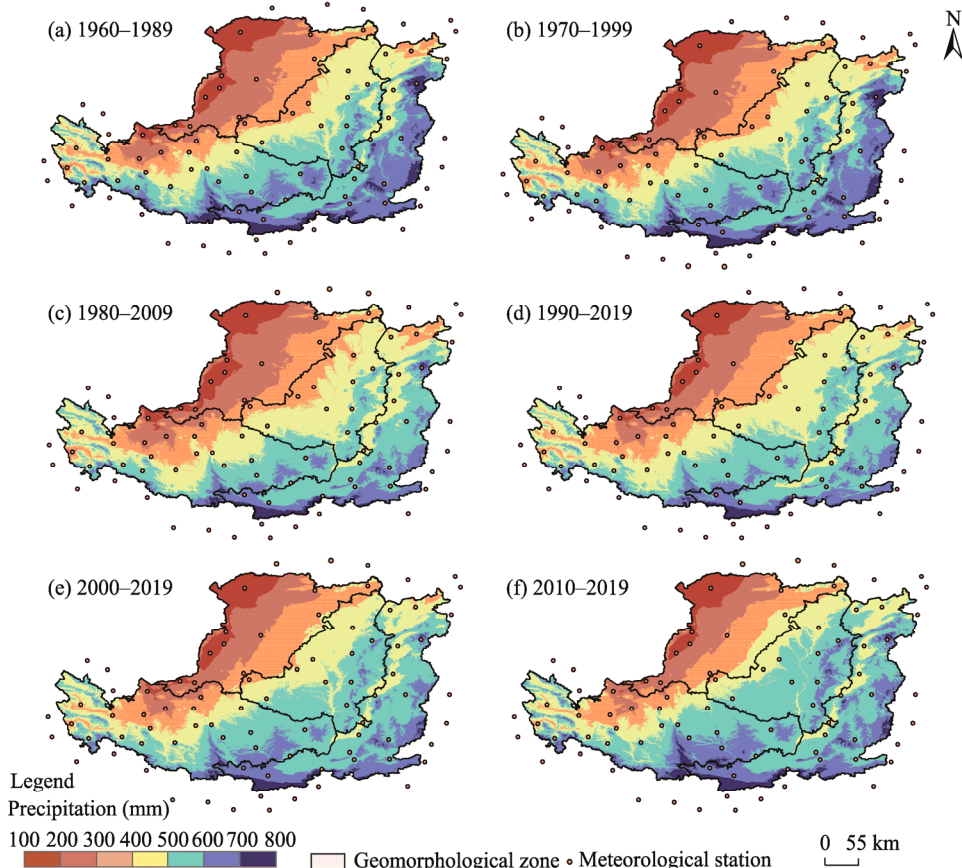 (a) 1960–1989
(b) 1970–1999
N
(c) 1980–2009
(d) 1990–2019
(e) 2000–2019
(f) 2010–2019
Legend
Precipitation (mm)
100 200 300 400 500 600 700 800
Geomorphological zone
Meteorological station
0 55 km